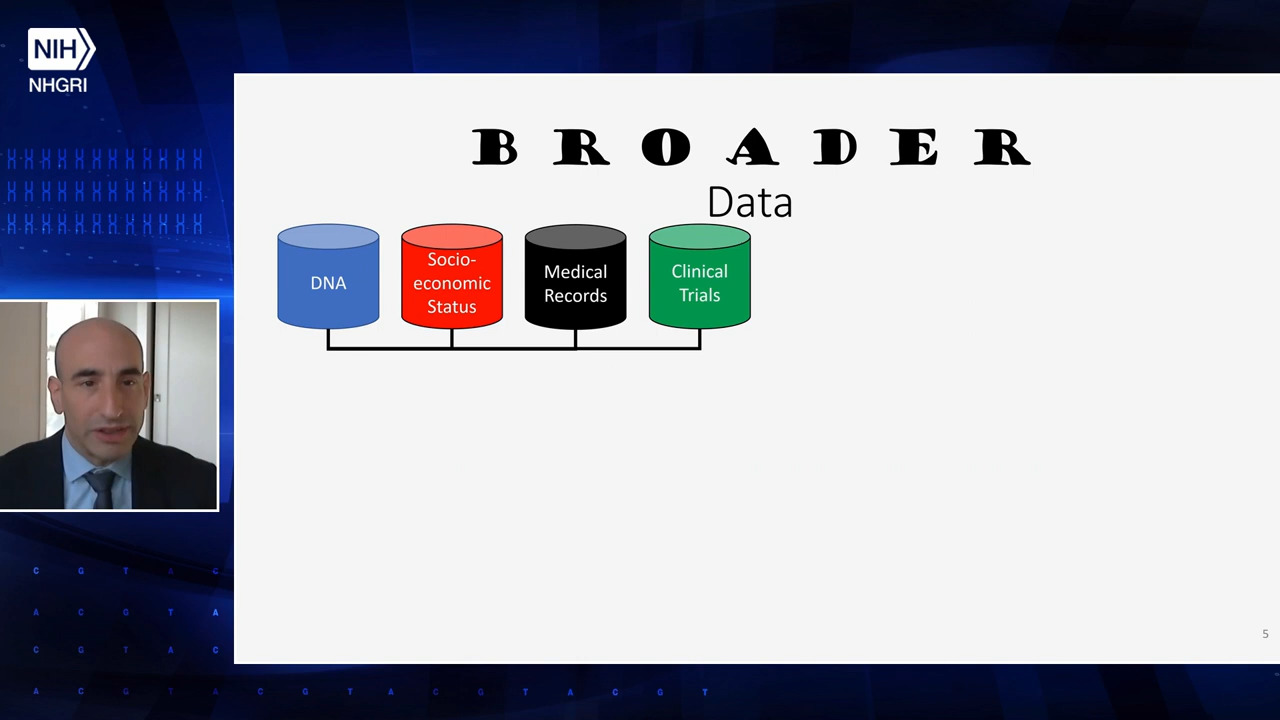 NIH
NHGRI
B R O A D E R
Data
DNA
Socio-
economic
Status
Medical
Records
Clinical
Trials
5
C G T A C
A C G T A
C G T A C
A C G T A C G T A C G T A C G T